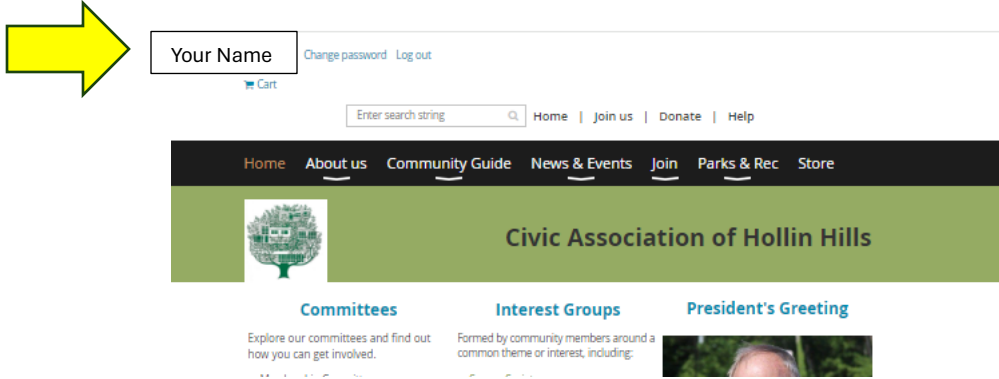 Your Name Change password Log out
Cart
Enter search string Home | Join us | Donate | Help
Home About us Community Guide News & Events Join Parks & Rec Store
Civic Association of Hollin Hills
Committees Interest Groups President's Greeting
Explore our committees and find out
how you can get involved.
Formed by community members around a
common theme or interest, including: